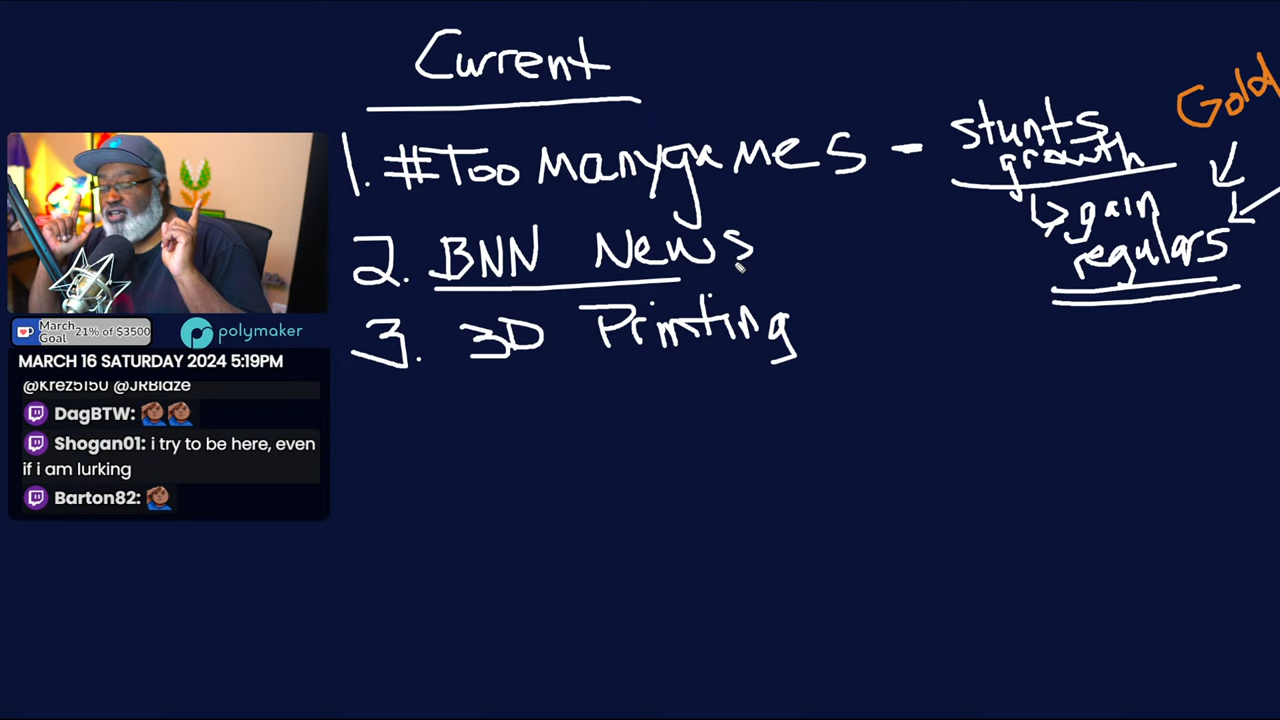 Current
1. #Toomanygames - stunts
growth
↳ gain
regulars
Gold
2. BNN News
3. 3D Printing
March
Goal
21% of $3500
polymaker
MARCH 16 SATURDAY 2024 5:19PM
@Krez5150 @JRBlaze
DagBTW:
Shogan01: i try to be here, even
if i am lurking
Barton82: